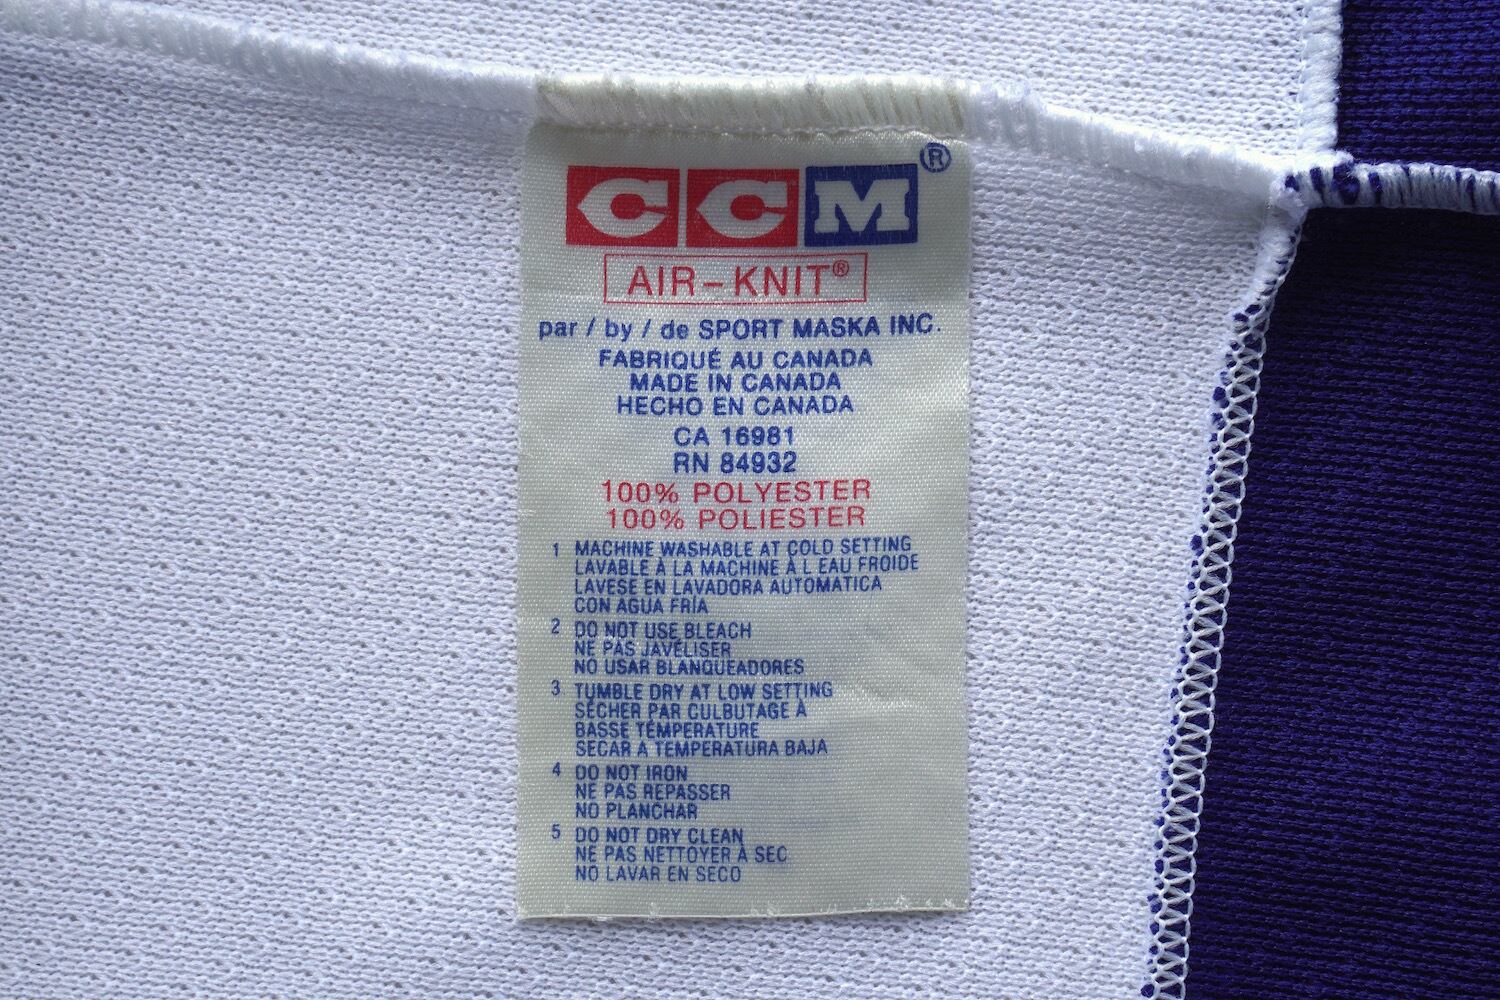 CCM®
AIR-KNIT®
par / by / de SPORT MASKA INC.
FABRIQUÉ AU CANADA
MADE IN CANADA
HECHO EN CANADA
CA 16981
RN 84932
100% POLYESTER
100% POLIESTER
1 MACHINE WASHABLE AT COLD SETTING
LAVABLE À LA MACHINE À L EAU FROIDE
LAVESE EN LAVADORA AUTOMATICA
CON AGUA FRÍA
2 DO NOT USE BLEACH
NE PAS JAVÉLISER
NO USAR BLANQUEADORES
3 TUMBLE DRY AT LOW SETTING
SÉCHER PAR CULBUTAGE À
BASSE TEMPÉRATURE
SECAR A TEMPERATURA BAJA
4 DO NOT IRON
NE PAS REPASSER
NO PLANCHAR
5 DO NOT DRY CLEAN
NE PAS NETTOYER À SEC
NO LAVAR EN SECO